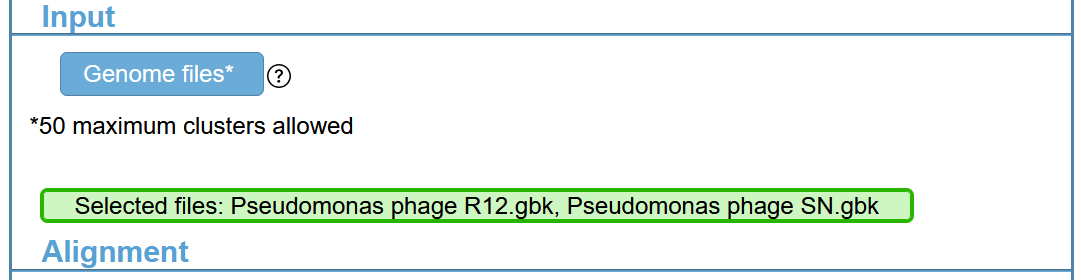 Input
Genome files*
?
*50 maximum clusters allowed
Selected files: Pseudomonas phage R12.gbk, Pseudomonas phage SN.gbk
Alignment